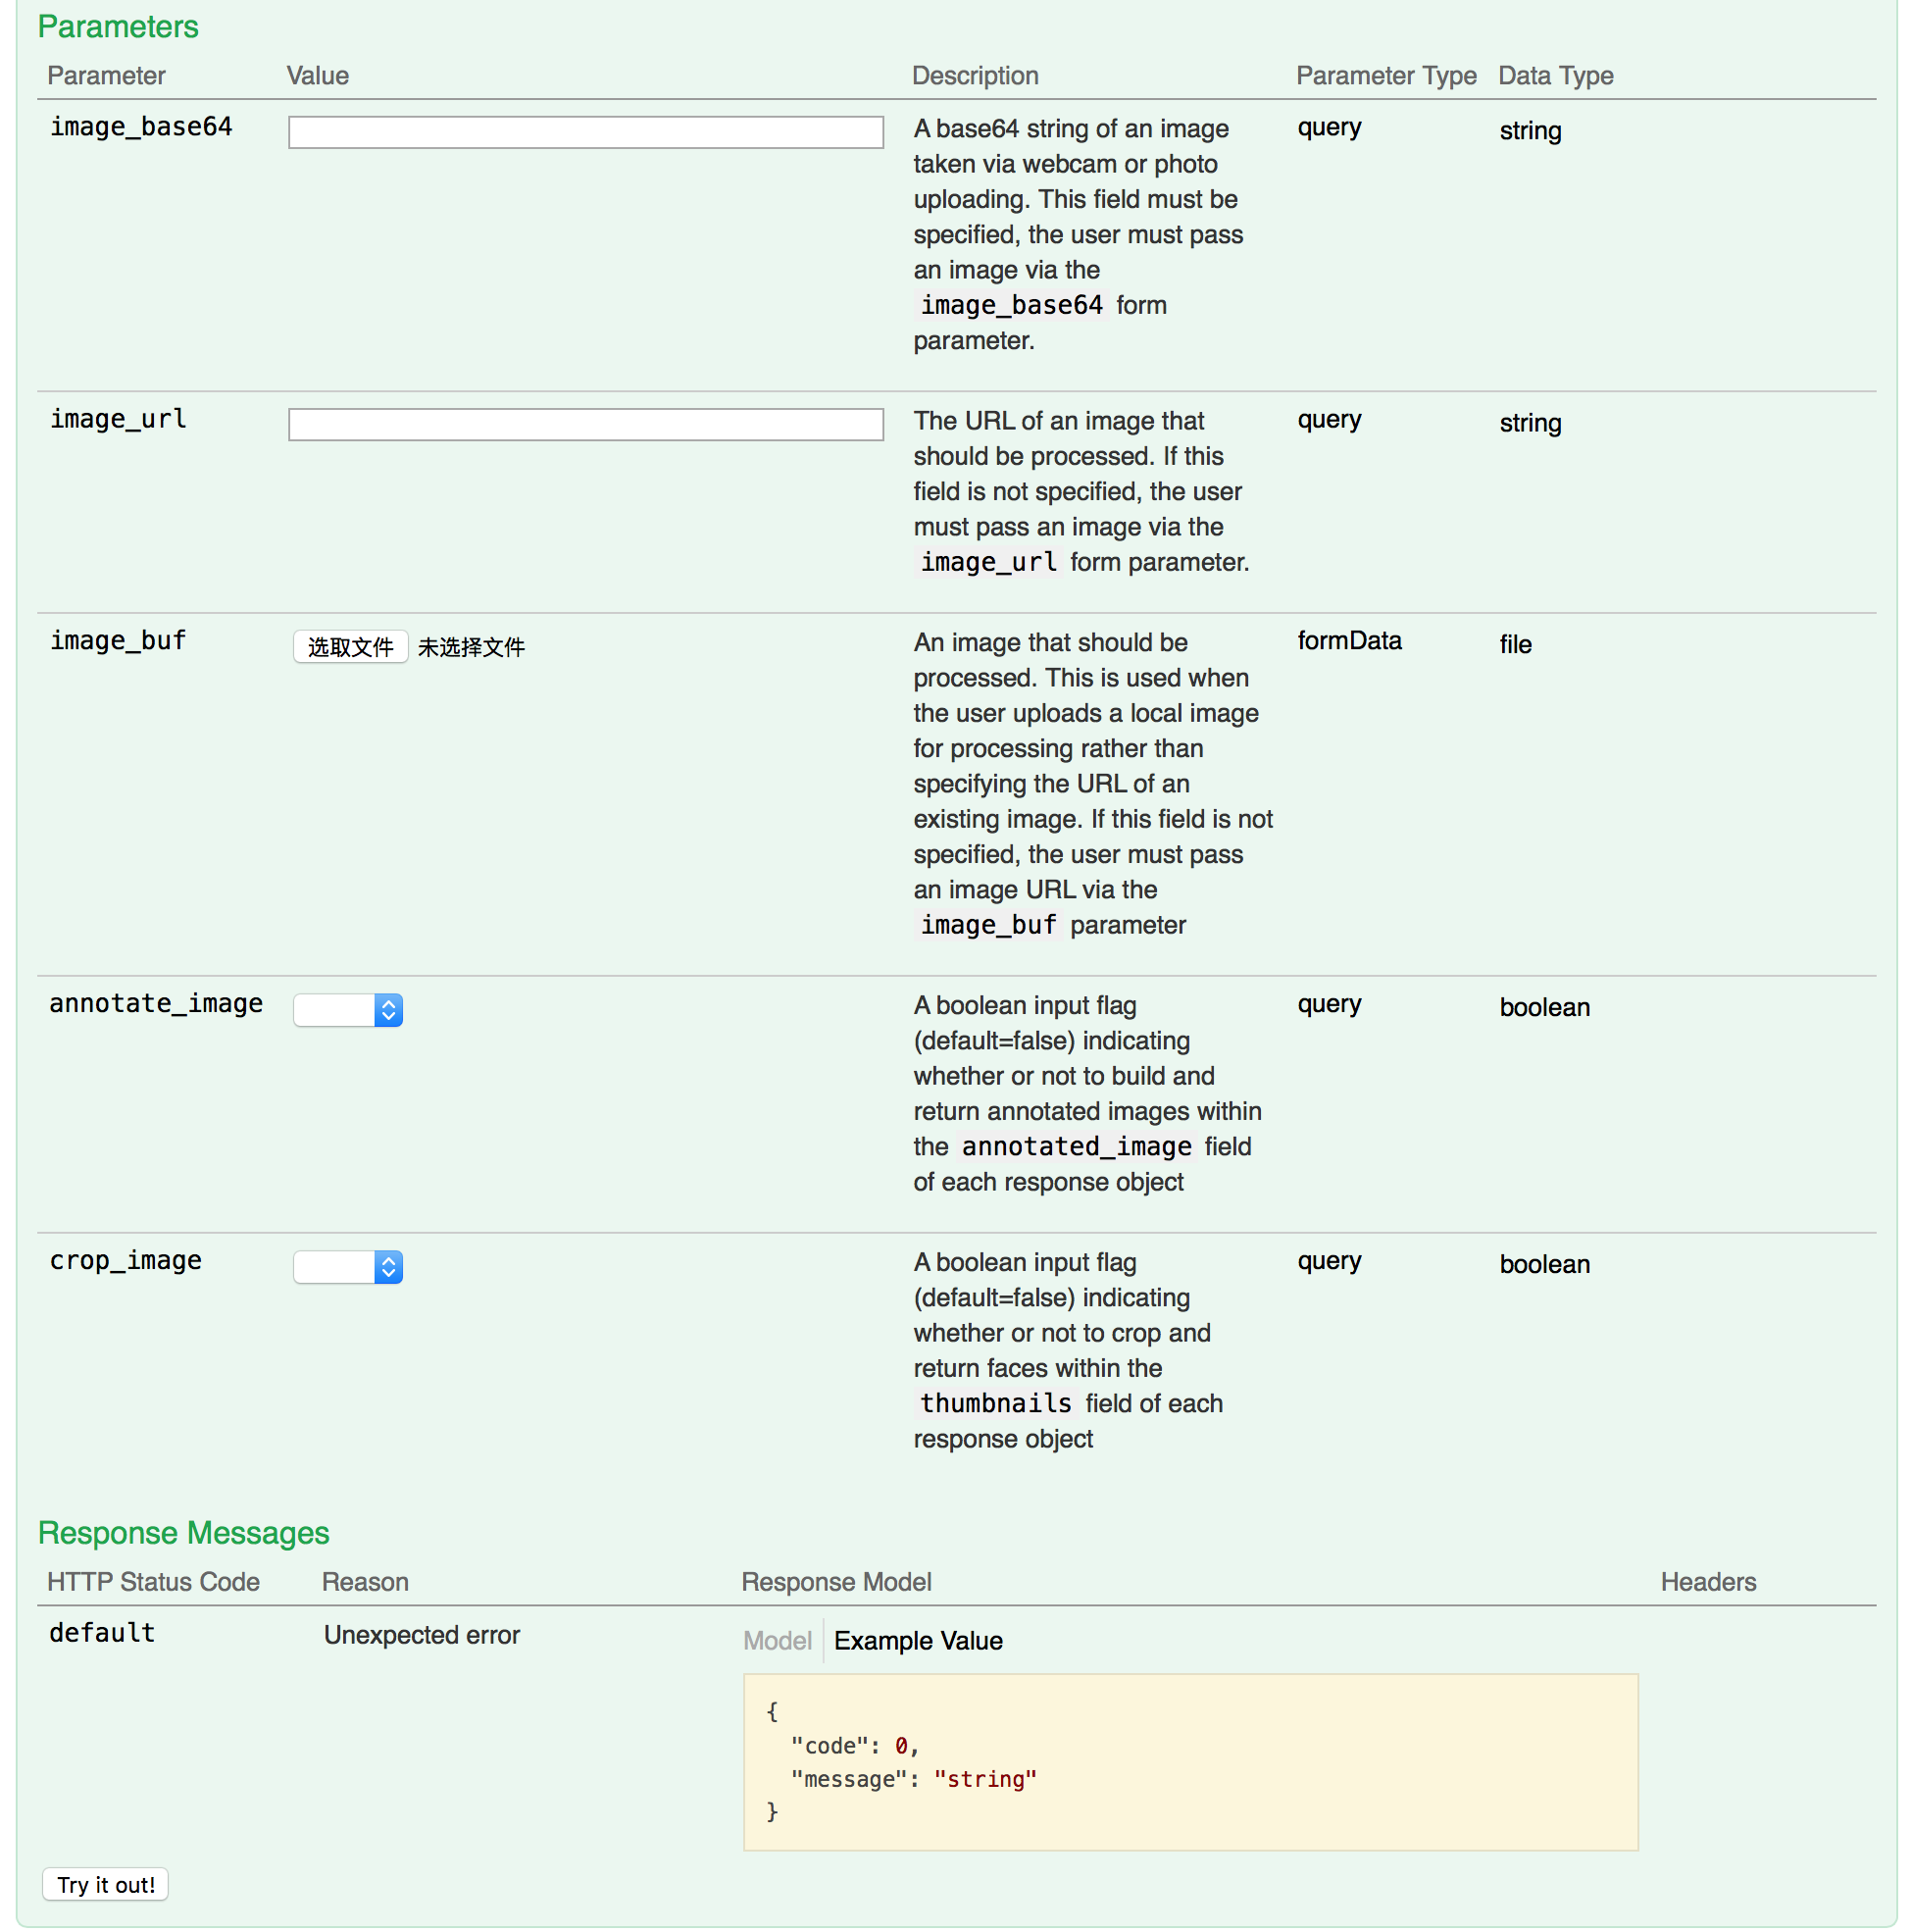 Parameters
Parameter Value Description Parameter Type Data Type
image_base64 A base64 string of an image query string
taken via webcam or photo
uploading. This field must be
specified, the user must pass
an image via the
image_base64 form
parameter.
image_url The URL of an image that query string
should be processed. If this
field is not specified, the user
must pass an image via the
image_url form parameter.
image_buf 选取文件 未选择文件 An image that should be formData file
processed. This is used when
the user uploads a local image
for processing rather than
specifying the URL of an
existing image. If this field is not
specified, the user must pass
an image URL via the
image_buf parameter
annotate_image A boolean input flag query boolean
(default=false) indicating
whether or not to build and
return annotated images within
the annotated_image field
of each response object
crop_image A boolean input flag query boolean
(default=false) indicating
whether or not to crop and
return faces within the
thumbnails field of each
response object
Response Messages
HTTP Status Code Reason Response Model Headers
default Unexpected error Model Example Value
{
"code": 0,
"message": "string"
}
Try it out!